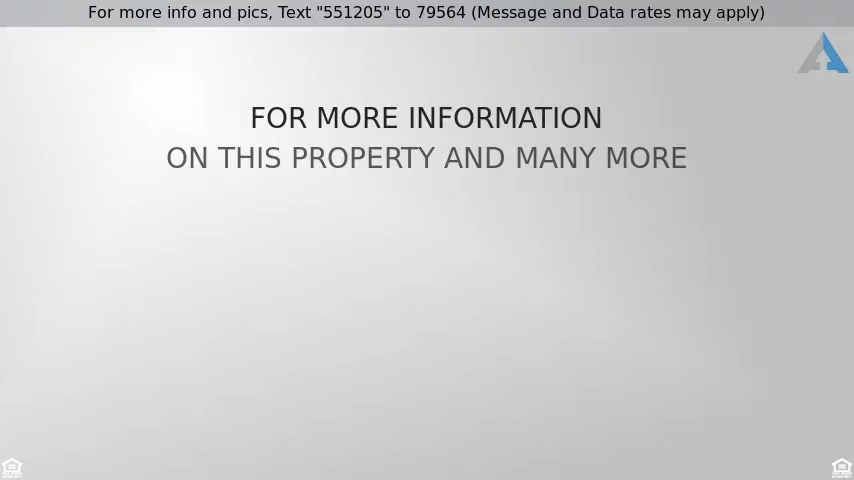 For more info and pics, Text "551205" to 79564 (Message and Data rates may apply)
FOR MORE INFORMATION
ON THIS PROPERTY AND MANY MORE